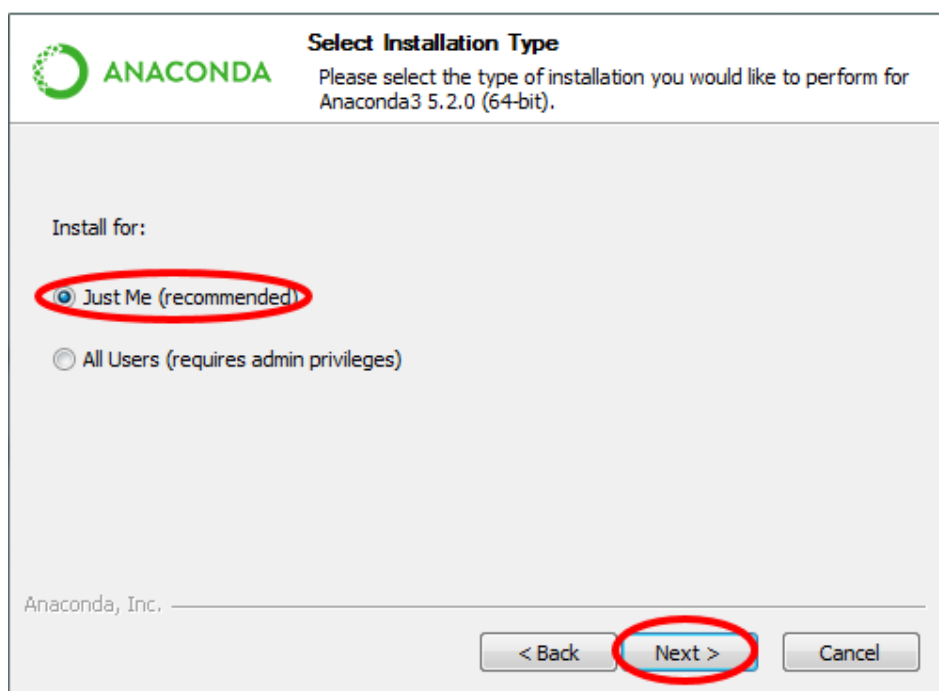 ANACONDA
Select Installation Type
Please select the type of installation you would like to perform for
Anaconda3 5.2.0 (64-bit).
Install for:
Just Me (recommended)
All Users (requires admin privileges)
Anaconda, Inc.
< Back
Next >
Cancel